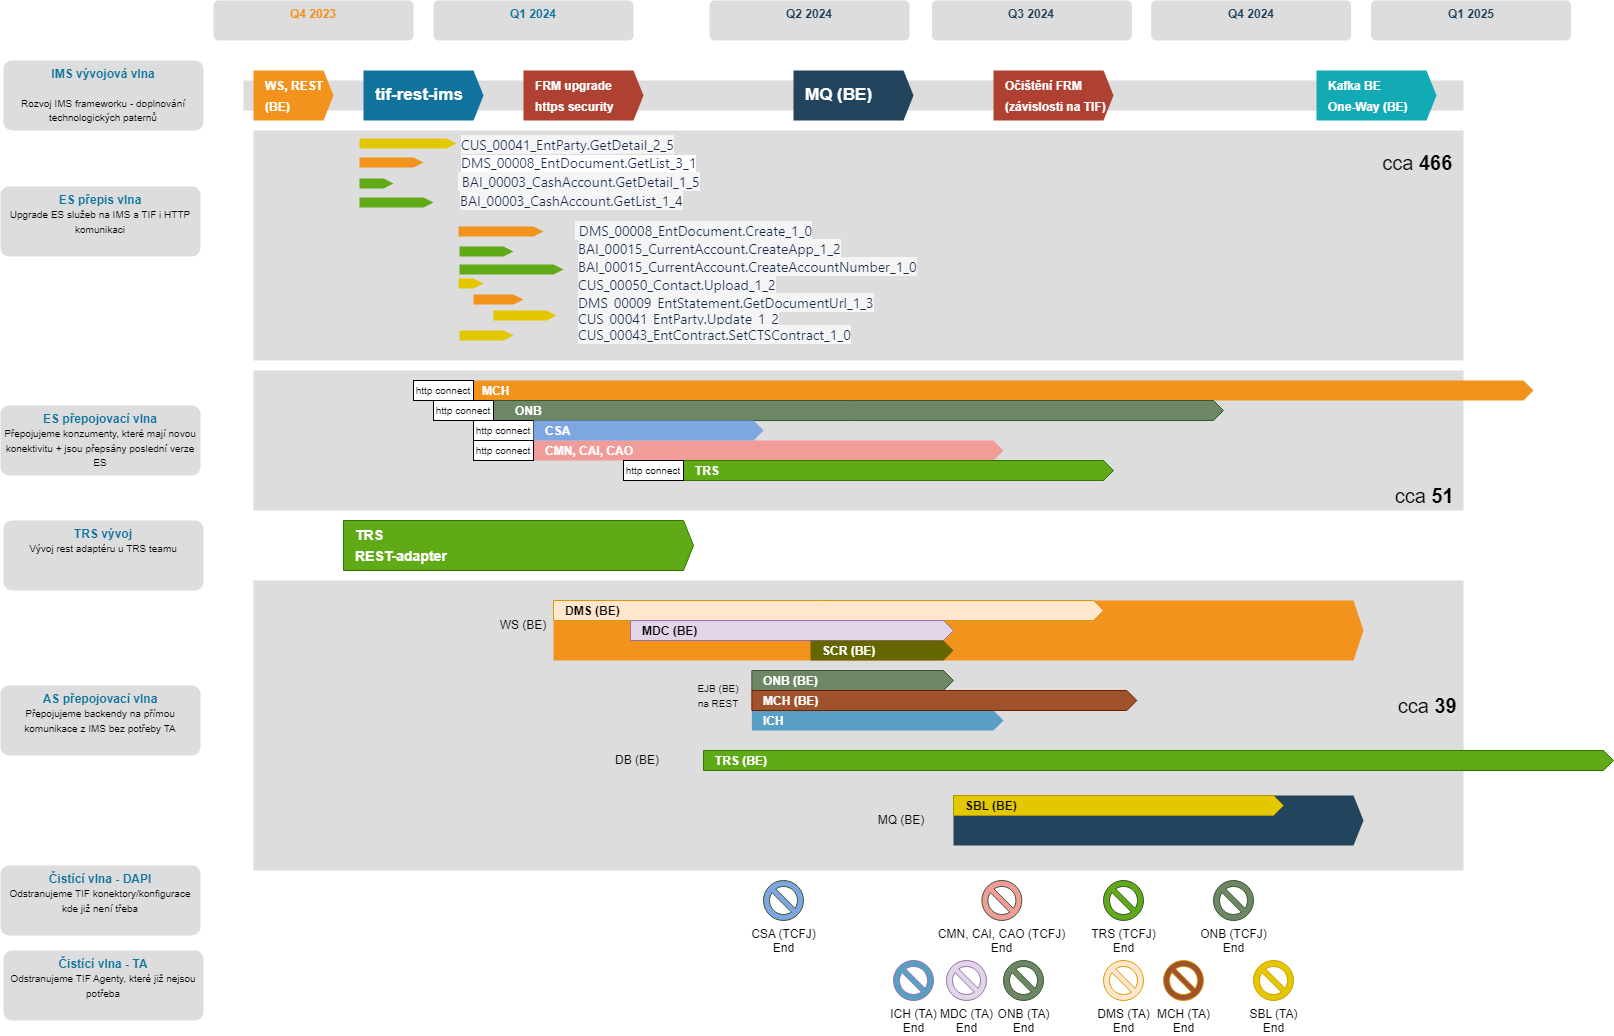 Q4 2023
Q1 2024
Q2 2024
Q3 2024
Q4 2024
Q1 2025
IMS vývojová vlna
Rozvoj IMS frameworku - doplnování
technologických paternů
WS, REST
(BE)
tif-rest-ims
FRM upgrade
https security
MQ (BE)
Očištění FRM
(závislosti na TIF)
Kafka BE
One-Way (BE)
ES přepis vlna
Upgrade ES služeb na IMS a TIF i HTTP
komunikaci
CUS_00041_EntParty.GetDetail_2_5
DMS_00008_EntDocument.GetList_3_1
BAI_00003_CashAccount.GetDetail_1_5
BAI_00003_CashAccount.GetList_1_4
cca 466
DMS_00008_EntDocument.Create_1_0
BAI_00015_CurrentAccount.CreateApp_1_2
BAI_00015_CurrentAccount.CreateAccountNumber_1_0
CUS_00050_Contact.Upload_1_2
DMS_00009_EntStatement.GetDocumentUrl_1_3
CUS_00041_EntParty.Update_1_2
CUS_00043_EntContract.SetCTSContract_1_0
ES přepojovací vlna
Přepojujeme konzumenty, které mají novou
konektivitu + jsou přepsány poslední verze
ES
http connect MCH
http connect ONB
http connect CSA
http connect CMN, CAI, CAO
http connect TRS
cca 51
TRS vývoj
Vývoj rest adaptéru u TRS teamu
TRS
REST-adapter
AS přepojovací vlna
Přepojujeme backendy na přímou
komunikace z IMS bez potřeby TA
WS (BE)
DMS (BE)
MDC (BE)
SCR (BE)
EJB (BE)
na REST
ONB (BE)
MCH (BE)
ICH
cca 39
DB (BE)
TRS (BE)
MQ (BE)
SBL (BE)
Čistící vlna - DAPI
Odstranujeme TIF konektory/konfigurace
kde již není třeba
CSA (TCFJ)
End
CMN, CAI, CAO (TCFJ)
End
TRS (TCFJ)
End
ONB (TCFJ)
End
Čistící vlna - TA
Odstranujeme TIF Agenty, které již nejsou
potřeba
ICH (TA)
End
MDC (TA)
End
ONB (TA)
End
DMS (TA)
End
MCH (TA)
End
SBL (TA)
End